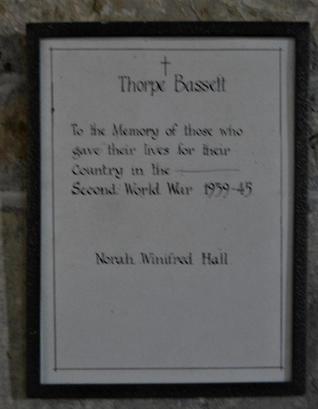 Thorpe Bassett
To the Memory of those who
gave their lives for their
Country in the
Second World War 1939-45
Norah Winifred Hall